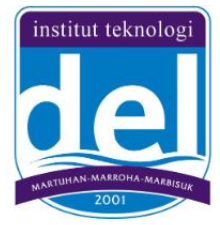 institut teknologi
del
MARTUHAN-MARROHA-MARBISUK
2001